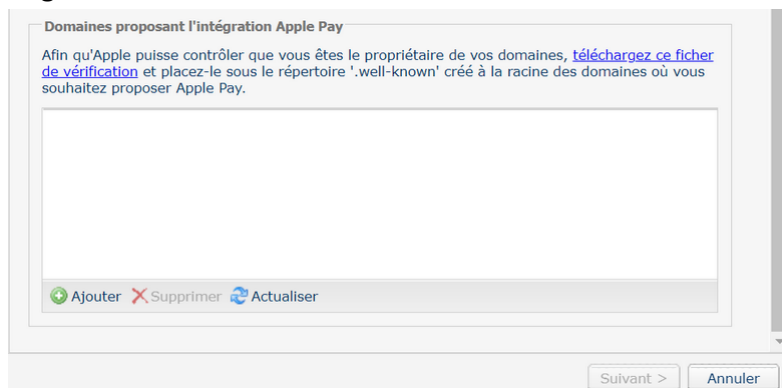 Domaines proposant l'intégration Apple Pay
Afin qu'Apple puisse contrôler que vous êtes le propriétaire de vos domaines, téléchargez ce ficher
de vérification et placez-le sous le répertoire '.well-known' créé à la racine des domaines où vous
souhaitez proposer Apple Pay.
Ajouter Supprimer Actualiser
Suivant > Annuler